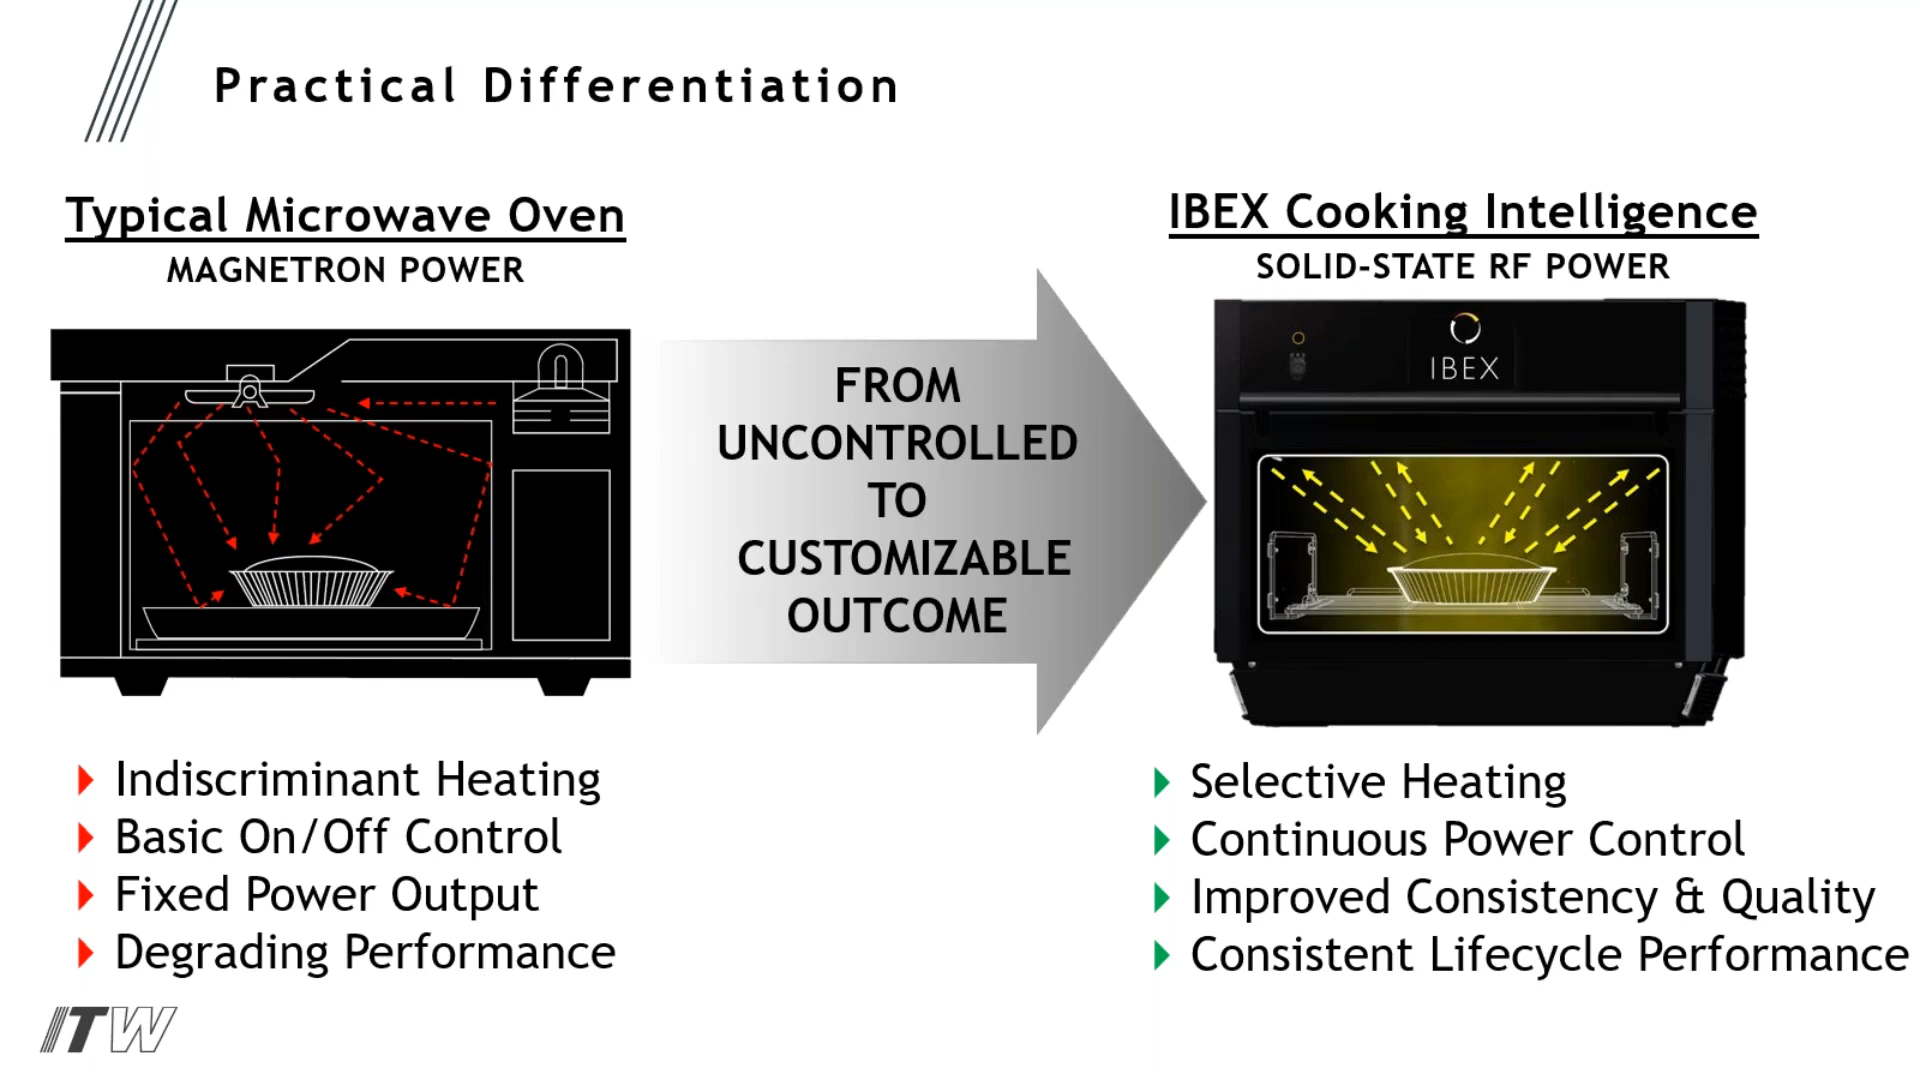 Practical Differentiation
Typical Microwave Oven
MAGNETRON POWER
FROM
UNCONTROLLED
TO
CUSTOMIZABLE
OUTCOME
IBEX Cooking Intelligence
SOLID-STATE RF POWER
IBEX
Indiscriminant Heating
Basic On/Off Control
Fixed Power Output
Degrading Performance
Selective Heating
Continuous Power Control
Improved Consistency & Quality
Consistent Lifecycle Performance
ITW